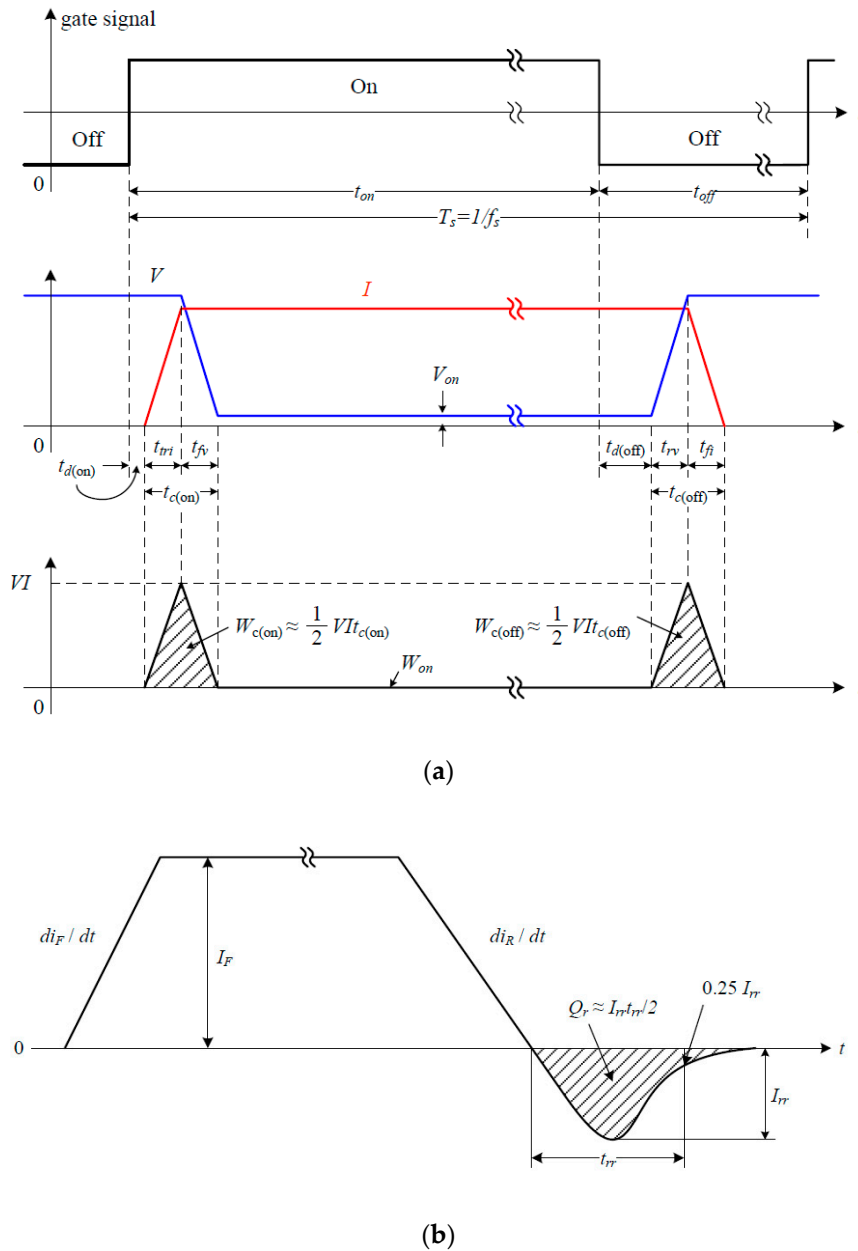 gate signal
On
Off
Off
0
t_on
t_off
T_s=1/f_s
V
I
V_on
0
t_tri
t_fv
t_d(off)
t_rv
t_fi
t_d(on)
t_c(on)
t_c(off)
VI
W_c(on) ≈ 1/2 VIt_c(on)
W_c(off) ≈ 1/2 VIt_c(off)
W_on
0
(a)
di_F / dt
I_F
di_R / dt
Q_r ≈ I_rr t_rr/2
0.25 I_rr
0
t
I_rr
t_rr
(b)